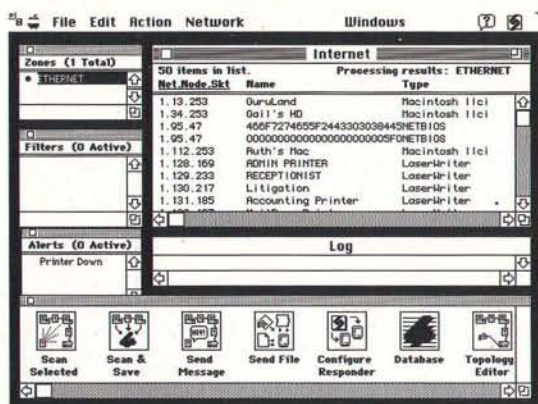 File Edit Action Network Windows
Zones (1 Total)
ETHERNET
Filters (0 Active)
Alerts (0 Active)
Printer Down
Internet
50 items in list. Processing results: ETHERNET
Net.Node.Skt Name Type
1.13.253 GuruLand Macintosh IIci
1.34.253 Gail's HD Macintosh IIci
1.95.47 466F7274655F2443303038445NETBIOS
1.95.47 0000000000000000000000005F0NETBIOS
1.112.253 Ruth's Mac Macintosh IIci
1.128.169 ADMIN PRINTER LaserWriter
1.129.233 RECEPTIONIST LaserWriter
1.130.217 Litigation LaserWriter
1.131.185 Accounting Printer LaserWriter
Log
Scan Selected
Scan & Save
Send Message
Send File
Configure Responder
Database
Topology Editor